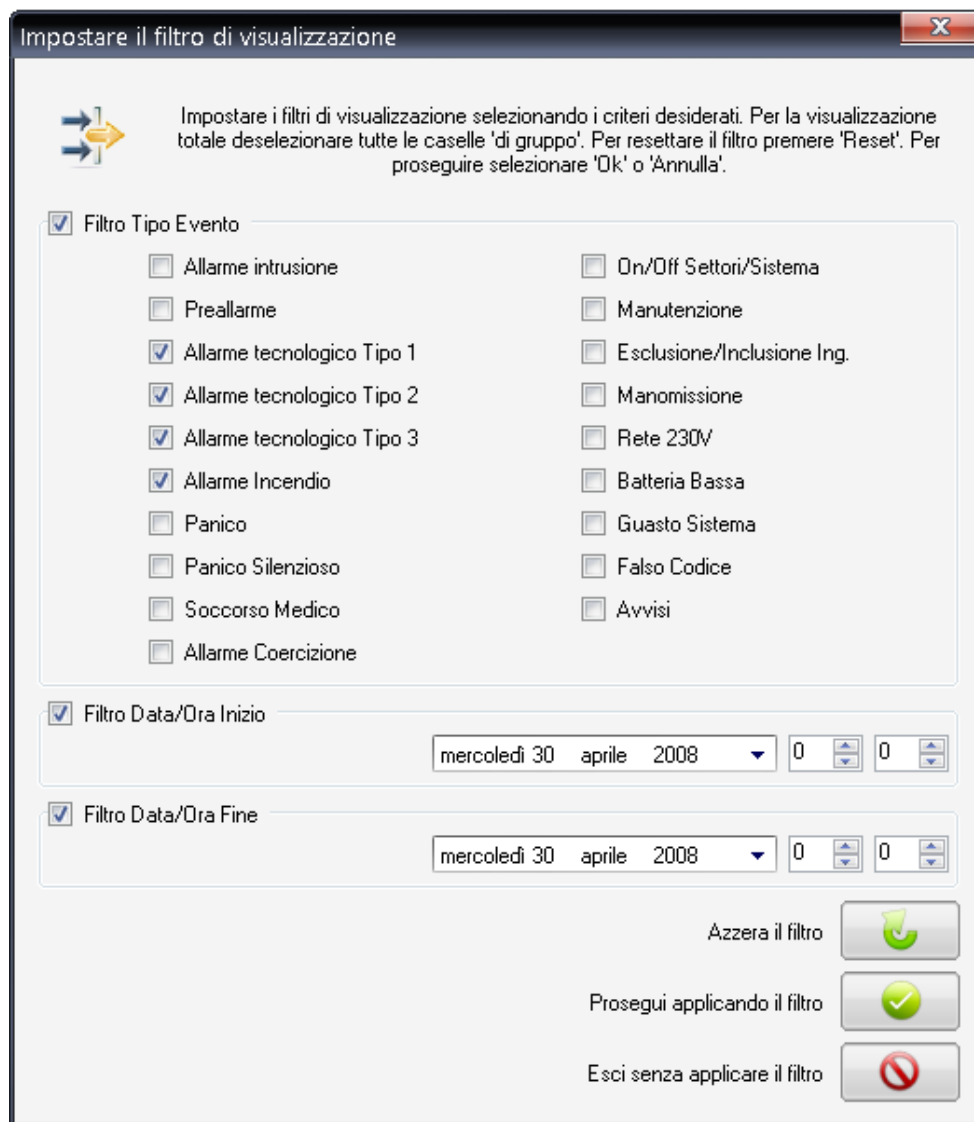 Impostare il filtro di visualizzazione
Impostare i filtri di visualizzazione selezionando i criteri desiderati. Per la visualizzazione
totale deselezionare tutte le caselle 'di gruppo'. Per resettare il filtro premere 'Reset'. Per
proseguire selezionare 'Ok' o 'Annulla'.
Filtro Tipo Evento
Allarme intrusione
Preallarme
Allarme tecnologico Tipo 1
Allarme tecnologico Tipo 2
Allarme tecnologico Tipo 3
Allarme Incendio
Panico
Panico Silenzioso
Soccorso Medico
Allarme Coercizione
On/Off Settori/Sistema
Manutenzione
Esclusione/Inclusione Ing.
Manomissione
Rete 230V
Batteria Bassa
Guasto Sistema
Falso Codice
Avvisi
Filtro Data/Ora Inizio
mercoledì 30 aprile 2008 0 0
Filtro Data/Ora Fine
mercoledì 30 aprile 2008 0 0
Azzera il filtro
Prosegui applicando il filtro
Esci senza applicare il filtro